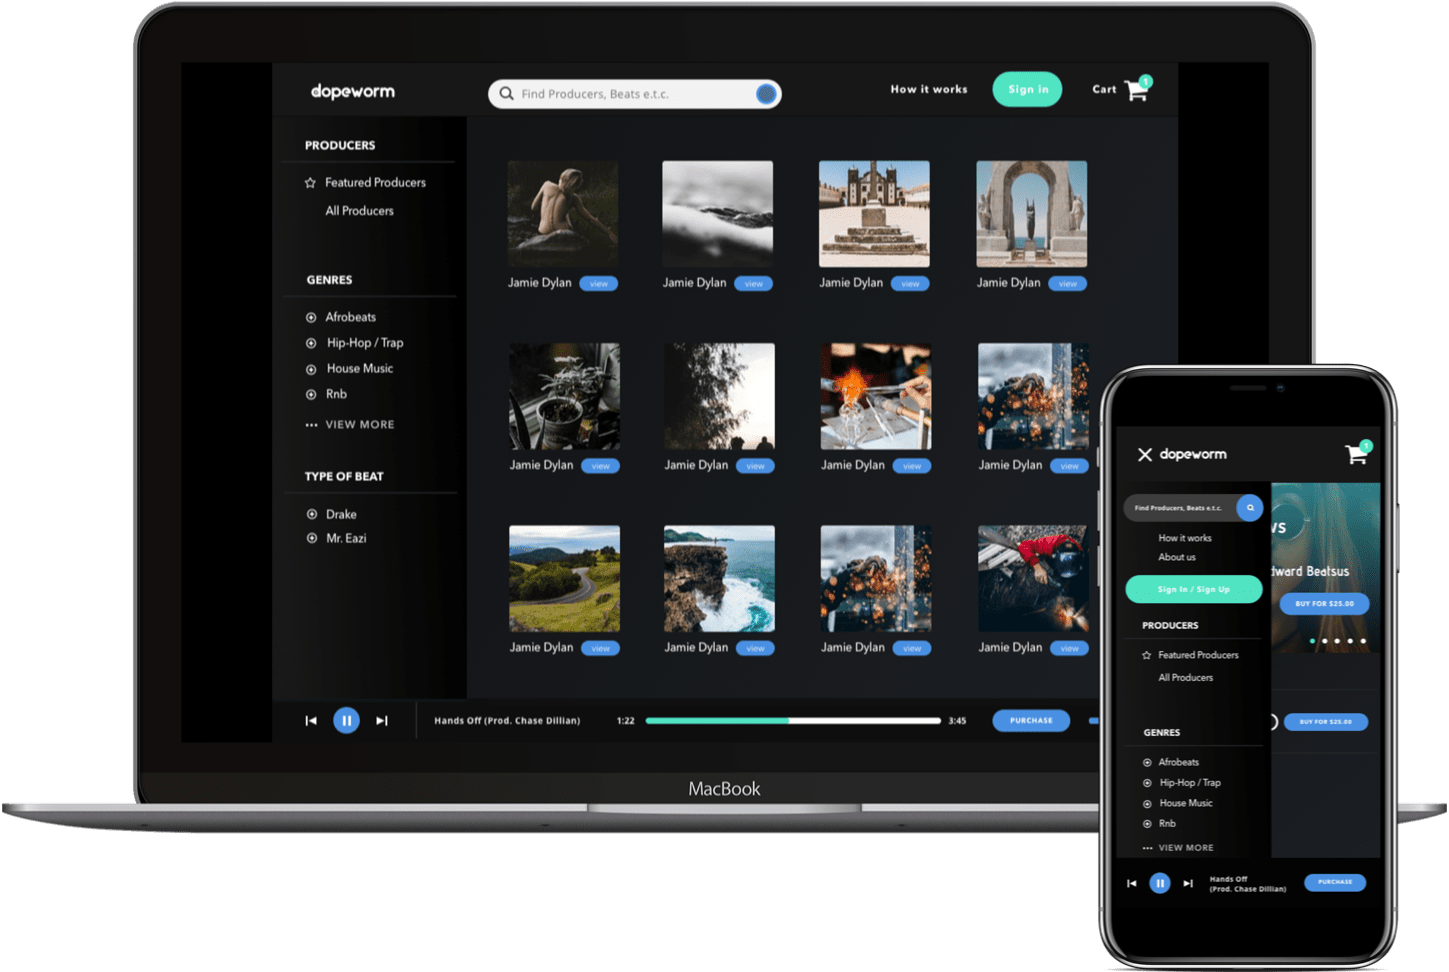 dopeworm
Find Producers, Beats e.t.c.
How it works
Sign in
Cart
1
PRODUCERS
Featured Producers
All Producers
GENRES
Afrobeats
Hip-Hop / Trap
House Music
Rnb
••• VIEW MORE
TYPE OF BEAT
Drake
Mr. Eazi
Jamie Dylan view
Jamie Dylan view
Jamie Dylan view
Jamie Dylan view
Jamie Dylan view
Jamie Dylan view
Jamie Dylan view
Jamie Dylan view
Jamie Dylan view
Jamie Dylan view
Jamie Dylan view
Jamie Dylan view
Hands Off (Prod. Chase Dillian)
1:22
3:45
PURCHASE
MacBook
dopeworm
1
Find Producers, Beats e.t.c.
How it works
About us
Sign In / Sign Up
PRODUCERS
Featured Producers
All Producers
GENRES
Afrobeats
Hip-Hop / Trap
House Music
Rnb
••• VIEW MORE
vs
dward Beatsus
BUY FOR $25.00
BUY FOR $25.00
Hands Off
(Prod. Chase Dillian)
PURCHASE